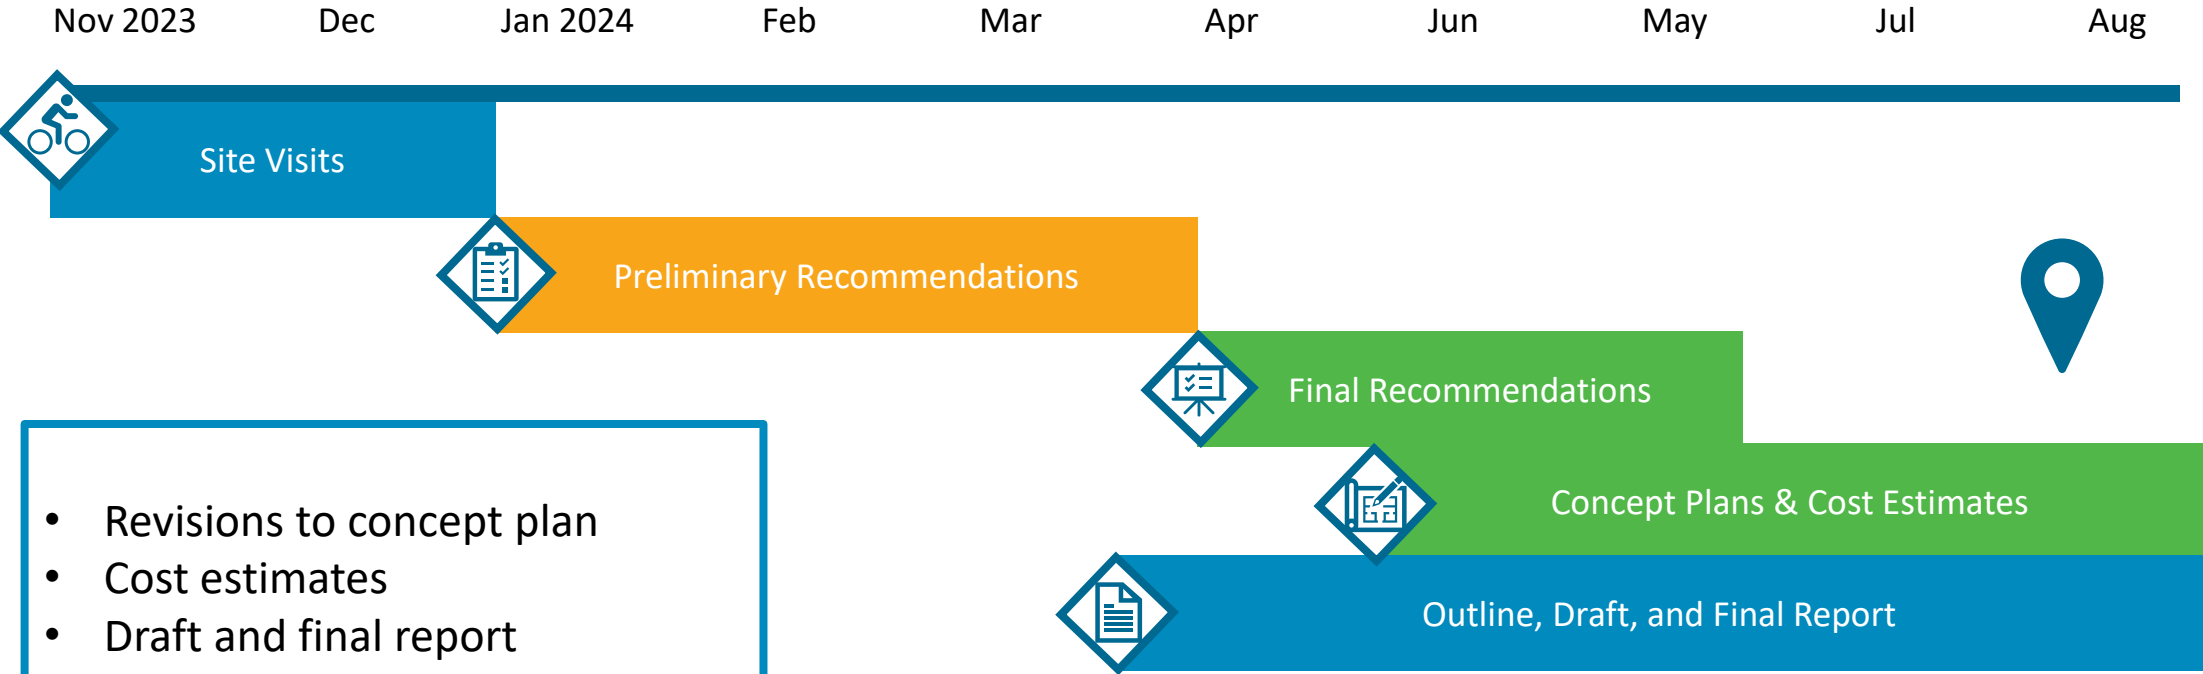 Nov 2023 Dec Jan 2024 Feb Mar Apr Jun May Jul Aug
Site Visits
Preliminary Recommendations
Final Recommendations
Concept Plans & Cost Estimates
Outline, Draft, and Final Report
• Revisions to concept plan
• Cost estimates
• Draft and final report